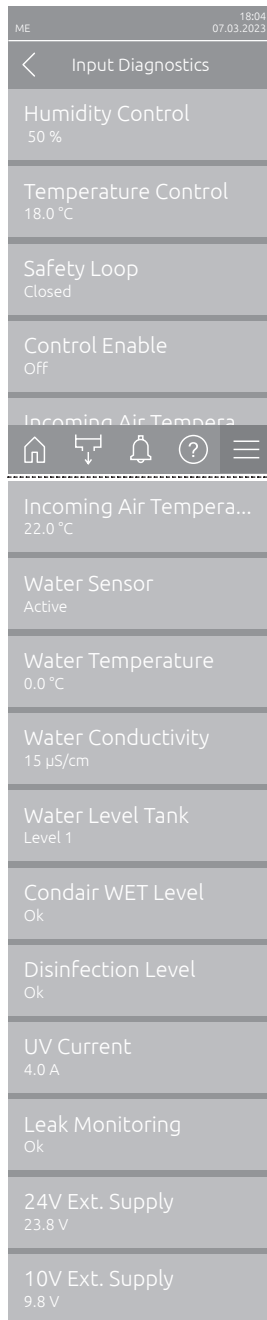 18:04
ME
07.03.2023
Input Diagnostics
Humidity Control
50 %
Temperature Control
18.0 °C
Safety Loop
Closed
Control Enable
Off
Incoming Air Tempera
?
Incoming Air Tempera...
22.0 °C
Water Sensor
Active
Water Temperature
0.0 °C
Water Conductivity
15 µS/cm
Water Level Tank
Level 1
Condair WET Level
Ok
Disinfection Level
Ok
UV Current
4.0 A
Leak Monitoring
Ok
24V Ext. Supply
23.8 V
10V Ext. Supply
9.8 V